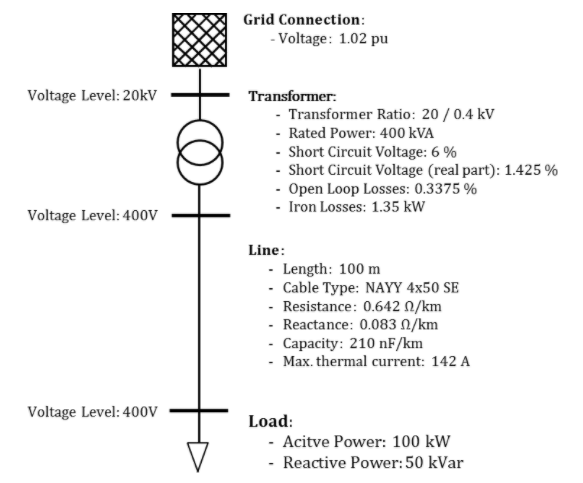 Grid Connection:
- Voltage: 1.02 pu
Voltage Level: 20kV
Transformer:
- Transformer Ratio: 20 / 0.4 kV
- Rated Power: 400 kVA
- Short Circuit Voltage: 6 %
- Short Circuit Voltage (real part): 1.425 %
- Open Loop Losses: 0.3375 %
- Iron Losses: 1.35 kW
Voltage Level: 400V
Line:
- Length: 100 m
- Cable Type: NAYY 4x50 SE
- Resistance: 0.642 Ω/km
- Reactance: 0.083 Ω/km
- Capacity: 210 nF/km
- Max. thermal current: 142 A
Voltage Level: 400V
Load:
- Acitve Power: 100 kW
- Reactive Power: 50 kVar